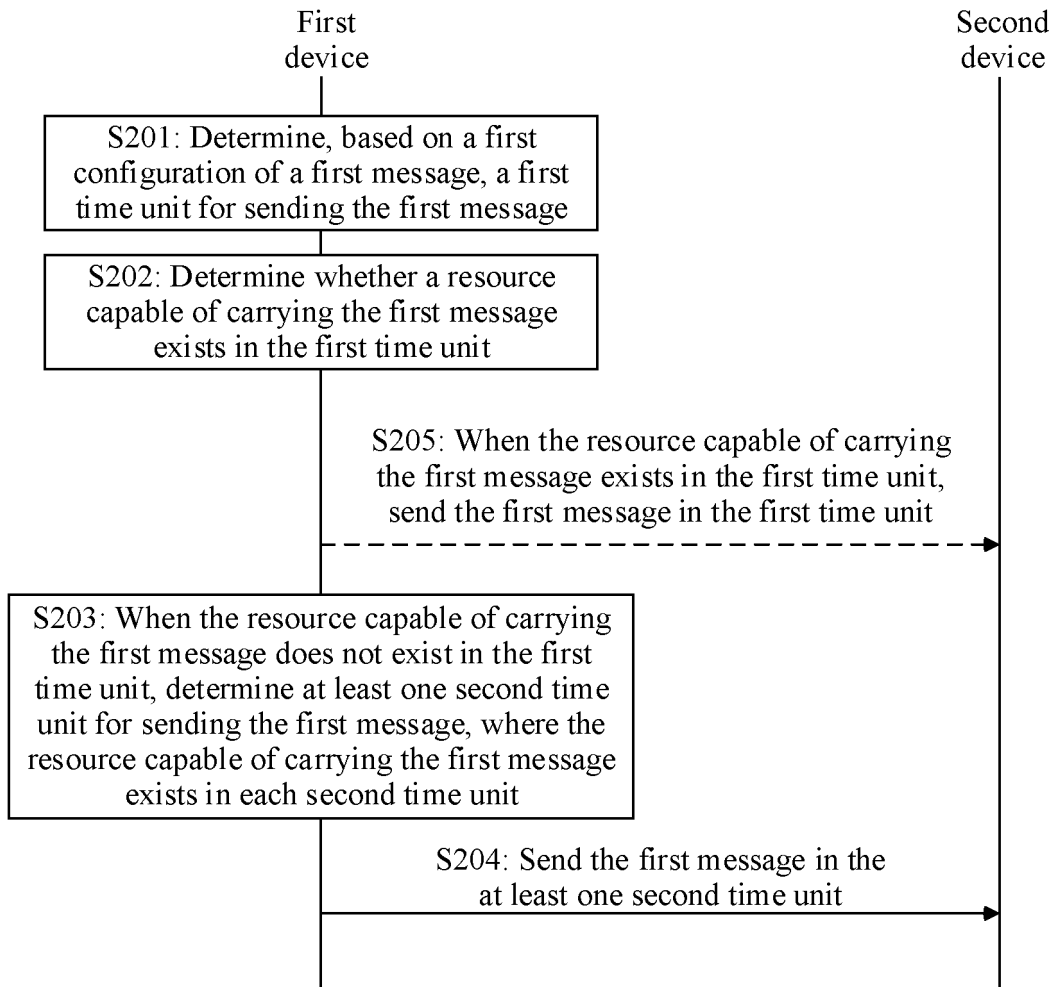 First
device
Second
device
S201: Determine, based on a first
configuration of a first message, a first
time unit for sending the first message
S202: Determine whether a resource
capable of carrying the first message
exists in the first time unit
S205: When the resource capable of carrying
the first message exists in the first time unit,
send the first message in the first time unit
S203: When the resource capable of carrying
the first message does not exist in the first
time unit, determine at least one second time
unit for sending the first message, where the
resource capable of carrying the first message
exists in each second time unit
S204: Send the first message in the
at least one second time unit